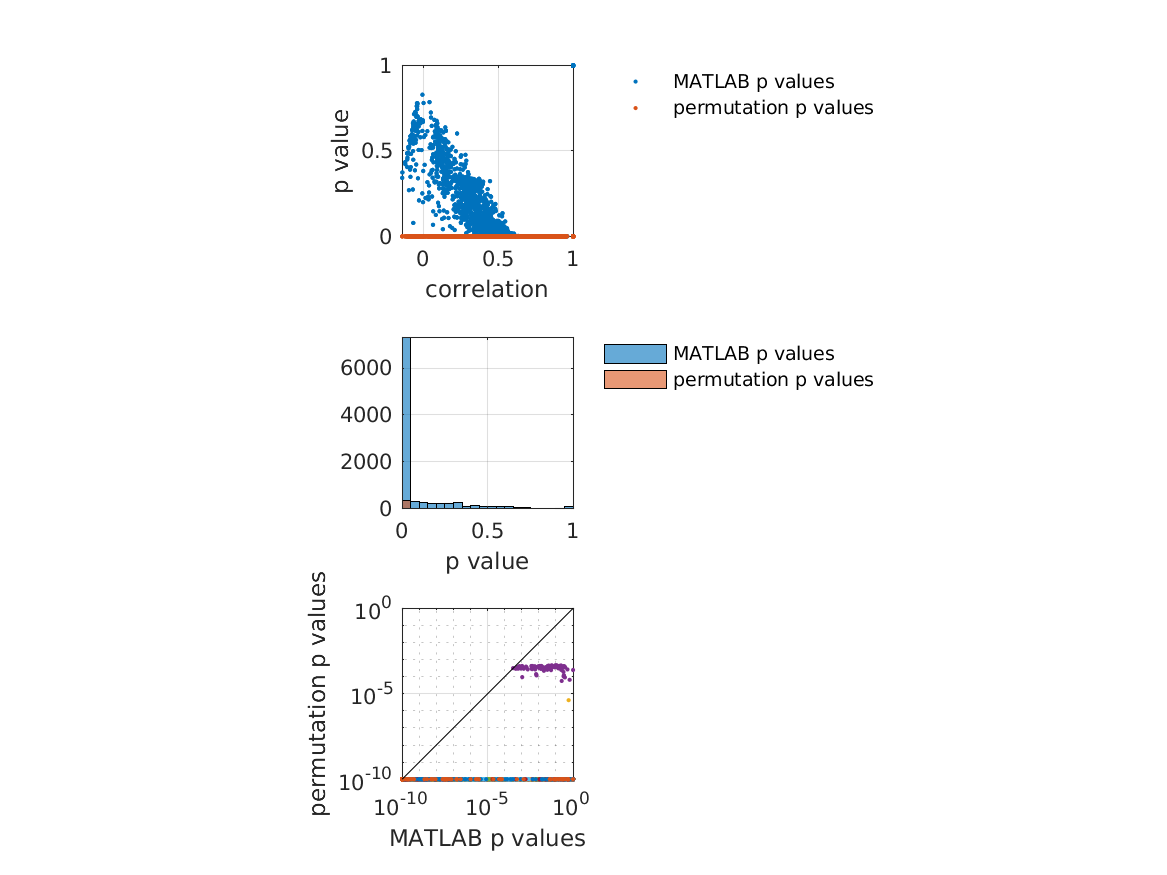 1
0.5
0
p value
0
0.5
1
correlation
MATLAB p values
permutation p values
6000
4000
2000
0
0
0.5
1
p value
MATLAB p values
permutation p values
10^0
10^-5
10^-10
permutation p values
10^-10
10^-5
10^0
MATLAB p values